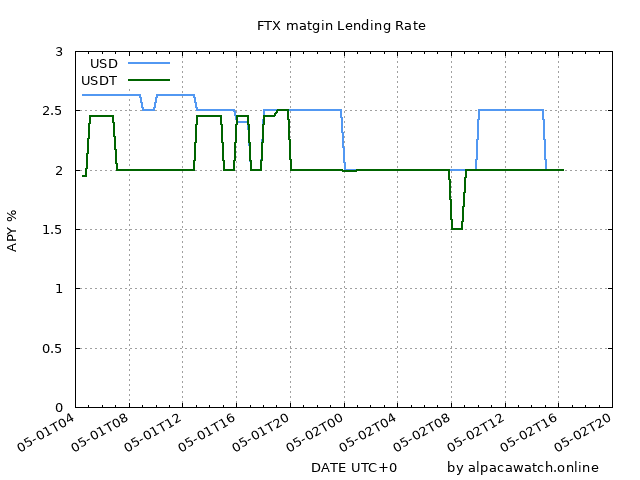 FTX matgin Lending Rate
USD
USDT
3
2.5
2
1.5
1
0.5
0
APY %
05-01T04
05-01T08
05-01T12
05-01T16
05-01T20
05-02T00
05-02T04
05-02T08
05-02T12
05-02T16
05-02T20
DATE UTC+0
by alpacawatch.online